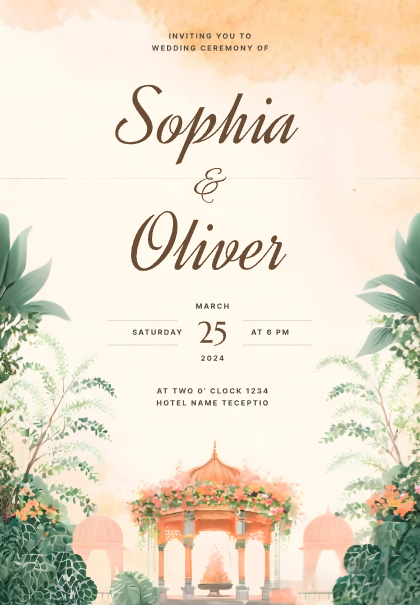 INVITING YOU TO
WEDDING CEREMONY OF
Sophia
&
Oliver
MARCH
SATURDAY 25 AT 6 PM
2024
AT TWO O' CLOCK 1234
HOTEL NAME TECEPTIO